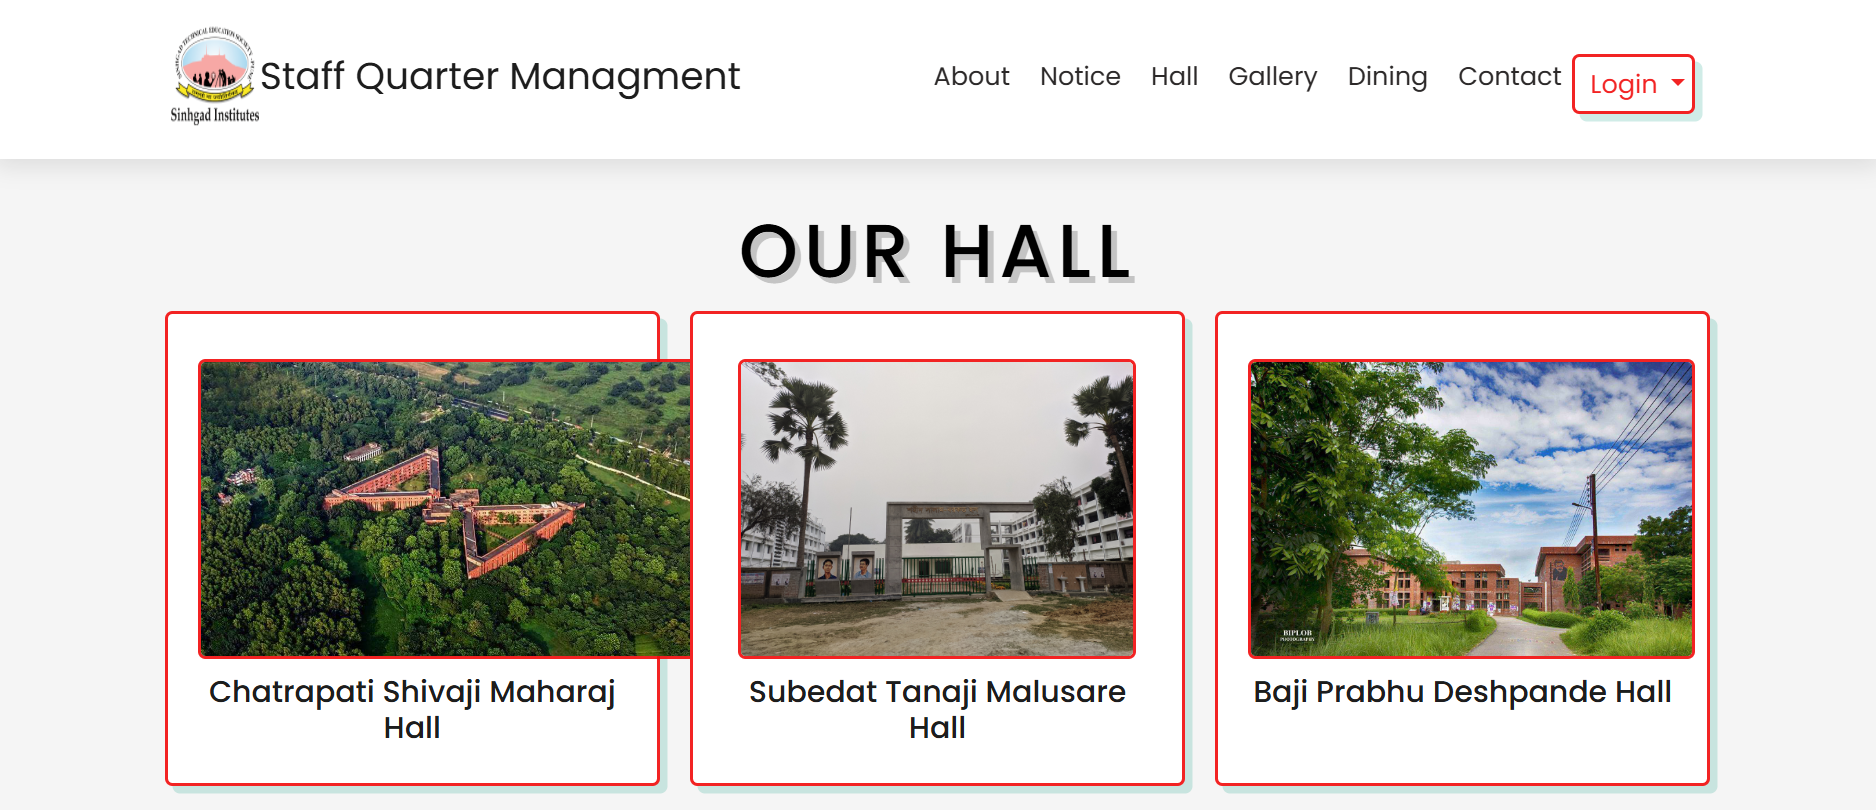 Sinhgad Institutes
Staff Quarter Managment
About
Notice
Hall
Gallery
Dining
Contact
Login
OUR HALL
BIPLOB
PHOTOGRAPHY
Chatrapati Shivaji Maharaj
Hall
Subedat Tanaji Malusare
Hall
Baji Prabhu Deshpande Hall